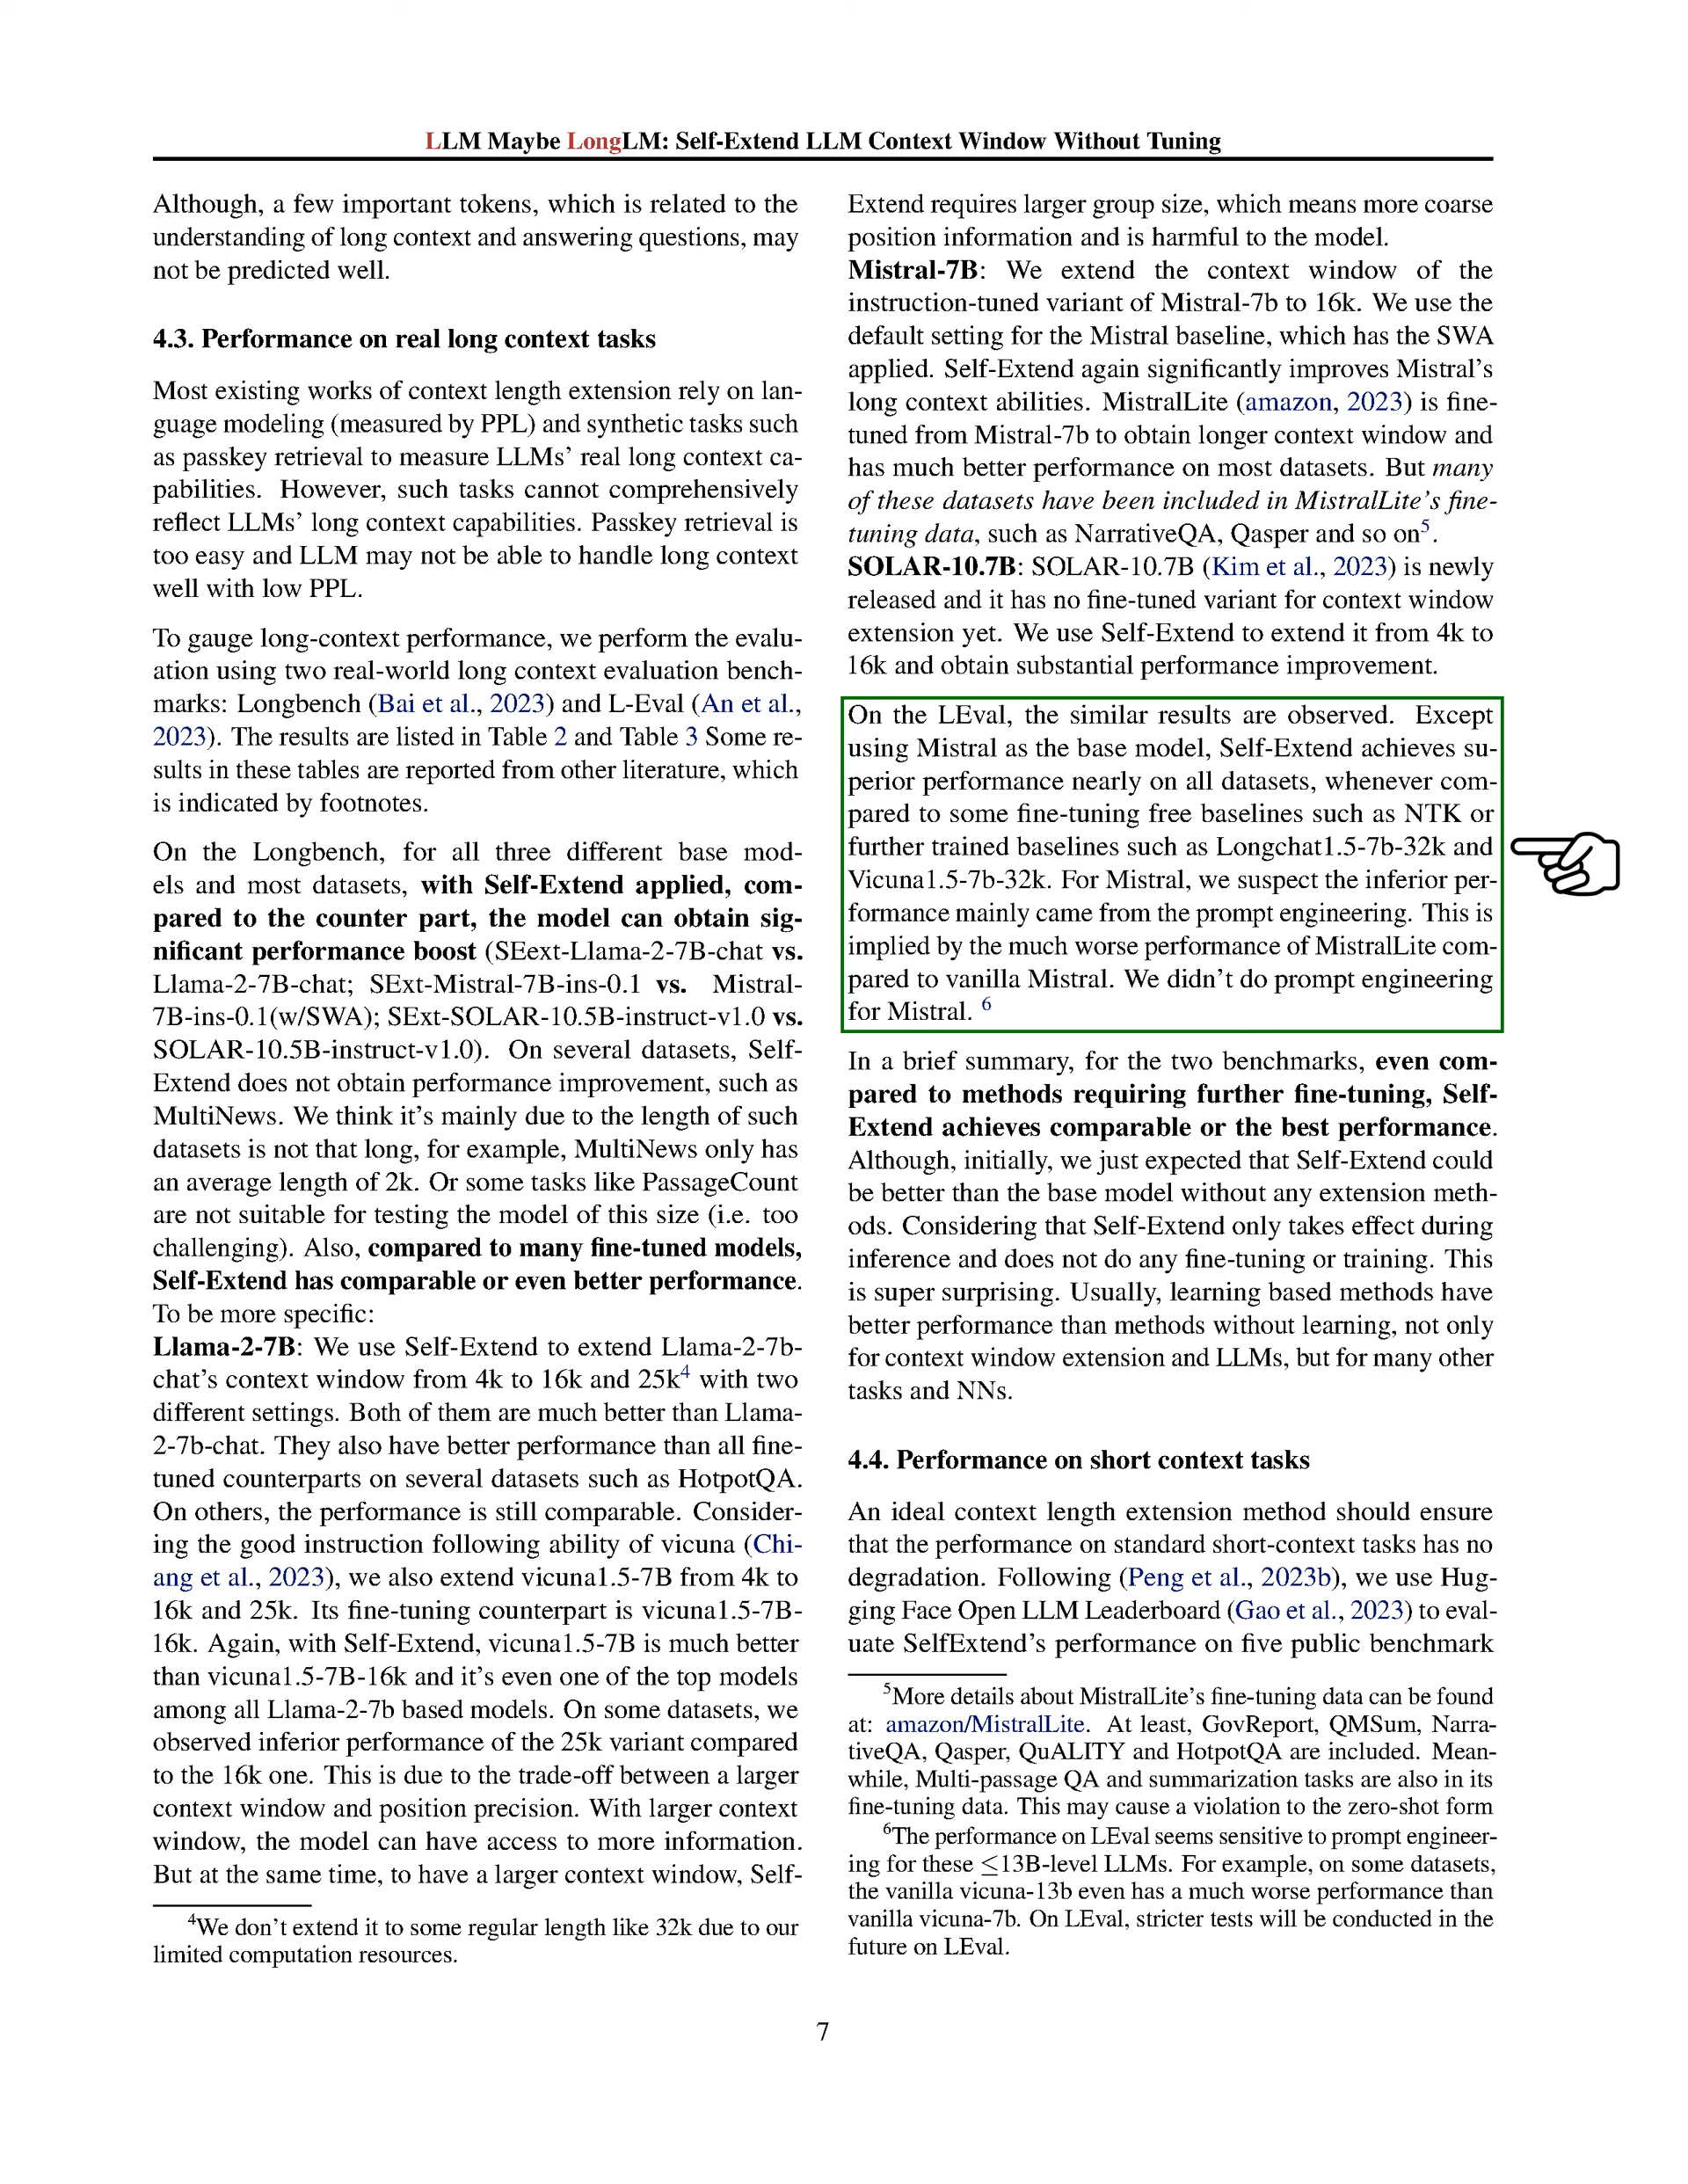 LLM Maybe LongLM: Self-Extend LLM Context Window Without Tuning
Although, a few important tokens, which is related to the
understanding of long context and answering questions, may
not be predicted well.
4.3. Performance on real long context tasks
Most existing works of context length extension rely on lan-
guage modeling (measured by PPL) and synthetic tasks such
as passkey retrieval to measure LLMs' real long context ca-
pabilities. However, such tasks cannot comprehensively
reflect LLMs' long context capabilities. Passkey retrieval is
too easy and LLM may not be able to handle long context
well with low PPL.
To gauge long-context performance, we perform the evalu-
ation using two real-world long context evaluation bench-
marks: Longbench (Bai et al., 2023) and L-Eval (An et al.,
2023). The results are listed in Table 2 and Table 3 Some re-
sults in these tables are reported from other literature, which
is indicated by footnotes.
On the Longbench, for all three different base mod-
els and most datasets, with Self-Extend applied, com-
pared to the counter part, the model can obtain sig-
nificant performance boost (SEext-Llama-2-7B-chat vs.
Llama-2-7B-chat; SExt-Mistral-7B-ins-0.1 vs. Mistral-
7B-ins-0.1(w/SWA); SExt-SOLAR-10.5B-instruct-v1.0 vs.
SOLAR-10.5B-instruct-v1.0). On several datasets, Self-
Extend does not obtain performance improvement, such as
MultiNews. We think it's mainly due to the length of such
datasets is not that long, for example, MultiNews only has
an average length of 2k. Or some tasks like PassageCount
are not suitable for testing the model of this size (i.e. too
challenging). Also, compared to many fine-tuned models,
Self-Extend has comparable or even better performance.
To be more specific:
Llama-2-7B: We use Self-Extend to extend Llama-2-7b-
chat's context window from 4k to 16k and 25k4 with two
different settings. Both of them are much better than Llama-
2-7b-chat. They also have better performance than all fine-
tuned counterparts on several datasets such as HotpotQA.
On others, the performance is still comparable. Consider-
ing the good instruction following ability of vicuna (Chi-
ang et al., 2023), we also extend vicuna1.5-7B from 4k to
16k and 25k. Its fine-tuning counterpart is vicuna1.5-7B-
16k. Again, with Self-Extend, vicuna1.5-7B is much better
than vicuna1.5-7B-16k and it's even one of the top models
among all Llama-2-7b based models. On some datasets, we
observed inferior performance of the 25k variant compared
to the 16k one. This is due to the trade-off between a larger
context window and position precision. With larger context
window, the model can have access to more information.
But at the same time, to have a larger context window, Self-
4We don't extend it to some regular length like 32k due to our
limited computation resources.
Extend requires larger group size, which means more coarse
position information and is harmful to the model.
Mistral-7B: We extend the context window of the
instruction-tuned variant of Mistral-7b to 16k. We use the
default setting for the Mistral baseline, which has the SWA
applied. Self-Extend again significantly improves Mistral's
long context abilities. MistralLite (amazon, 2023) is fine-
tuned from Mistral-7b to obtain longer context window and
has much better performance on most datasets. But many
of these datasets have been included in MistralLite's fine-
tuning data, such as NarrativeQA, Qasper and so on5.
SOLAR-10.7B: SOLAR-10.7B (Kim et al., 2023) is newly
released and it has no fine-tuned variant for context window
extension yet. We use Self-Extend to extend it from 4k to
16k and obtain substantial performance improvement.
On the LEval, the similar results are observed. Except
using Mistral as the base model, Self-Extend achieves su-
perior performance nearly on all datasets, whenever com-
pared to some fine-tuning free baselines such as NTK or
further trained baselines such as Longchat1.5-7b-32k and
Vicuna1.5-7b-32k. For Mistral, we suspect the inferior per-
formance mainly came from the prompt engineering. This is
implied by the much worse performance of MistralLite com-
pared to vanilla Mistral. We didn't do prompt engineering
for Mistral. 6
In a brief summary, for the two benchmarks, even com-
pared to methods requiring further fine-tuning, Self-
Extend achieves comparable or the best performance.
Although, initially, we just expected that Self-Extend could
be better than the base model without any extension meth-
ods. Considering that Self-Extend only takes effect during
inference and does not do any fine-tuning or training. This
is super surprising. Usually, learning based methods have
better performance than methods without learning, not only
for context window extension and LLMs, but for many other
tasks and NNs.
4.4. Performance on short context tasks
An ideal context length extension method should ensure
that the performance on standard short-context tasks has no
degradation. Following (Peng et al., 2023b), we use Hug-
ging Face Open LLM Leaderboard (Gao et al., 2023) to eval-
uate SelfExtend's performance on five public benchmark
5More details about MistralLite's fine-tuning data can be found
at: amazon/MistralLite. At least, GovReport, QMSum, Narra-
tiveQA, Qasper, QuALITY and HotpotQA are included. Mean-
while, Multi-passage QA and summarization tasks are also in its
fine-tuning data. This may cause a violation to the zero-shot form
6The performance on LEval seems sensitive to prompt engineer-
ing for these ≤13B-level LLMs. For example, on some datasets,
the vanilla vicuna-13b even has a much worse performance than
vanilla vicuna-7b. On LEval, stricter tests will be conducted in the
future on LEval.
7